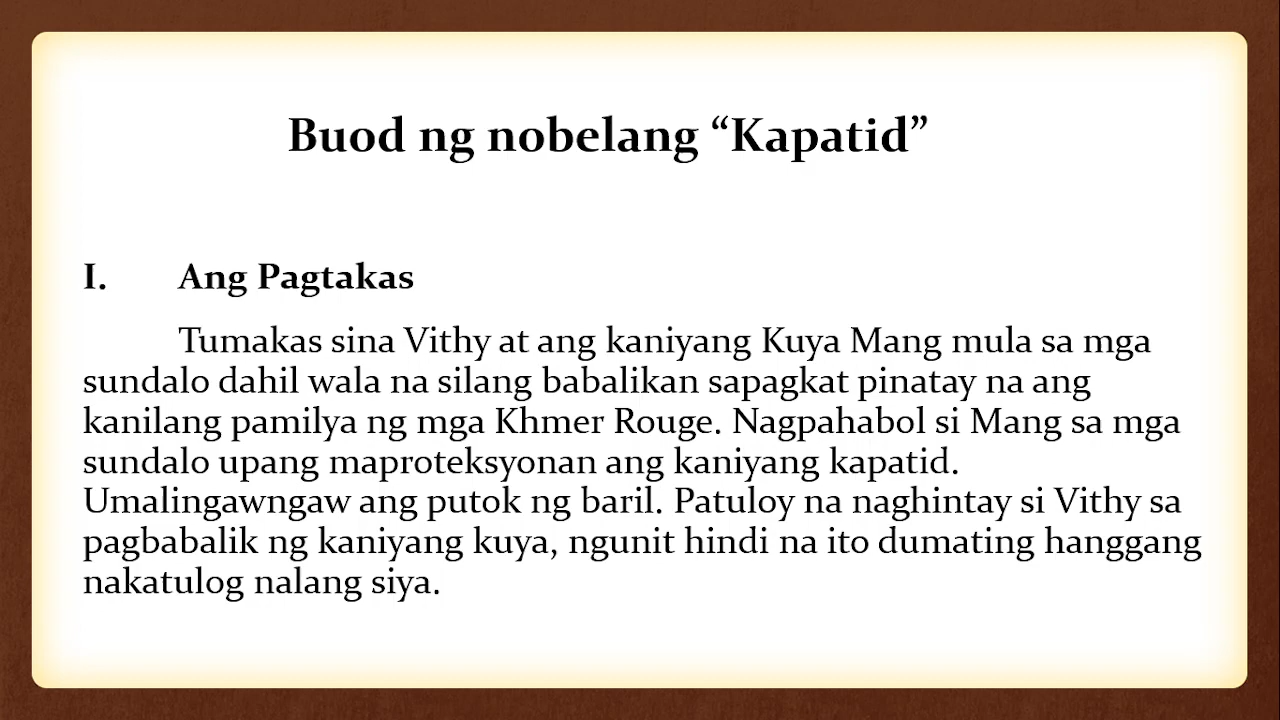 Buod ng nobelang “Kapatid”
I. Ang Pagtakas
Tumakas sina Vithy at ang kaniyang Kuya Mang mula sa mga
sundalo dahil wala na silang babalikan sapagkat pinatay na ang
kanilang pamilya ng mga Khmer Rouge. Nagpahabol si Mang sa mga
sundalo upang maproteksyonan ang kaniyang kapatid.
Umalingawngaw ang putok ng baril. Patuloy na naghintay si Vithy sa
pagbabalik ng kaniyang kuya, ngunit hindi na ito dumating hanggang
nakatulog nalang siya.